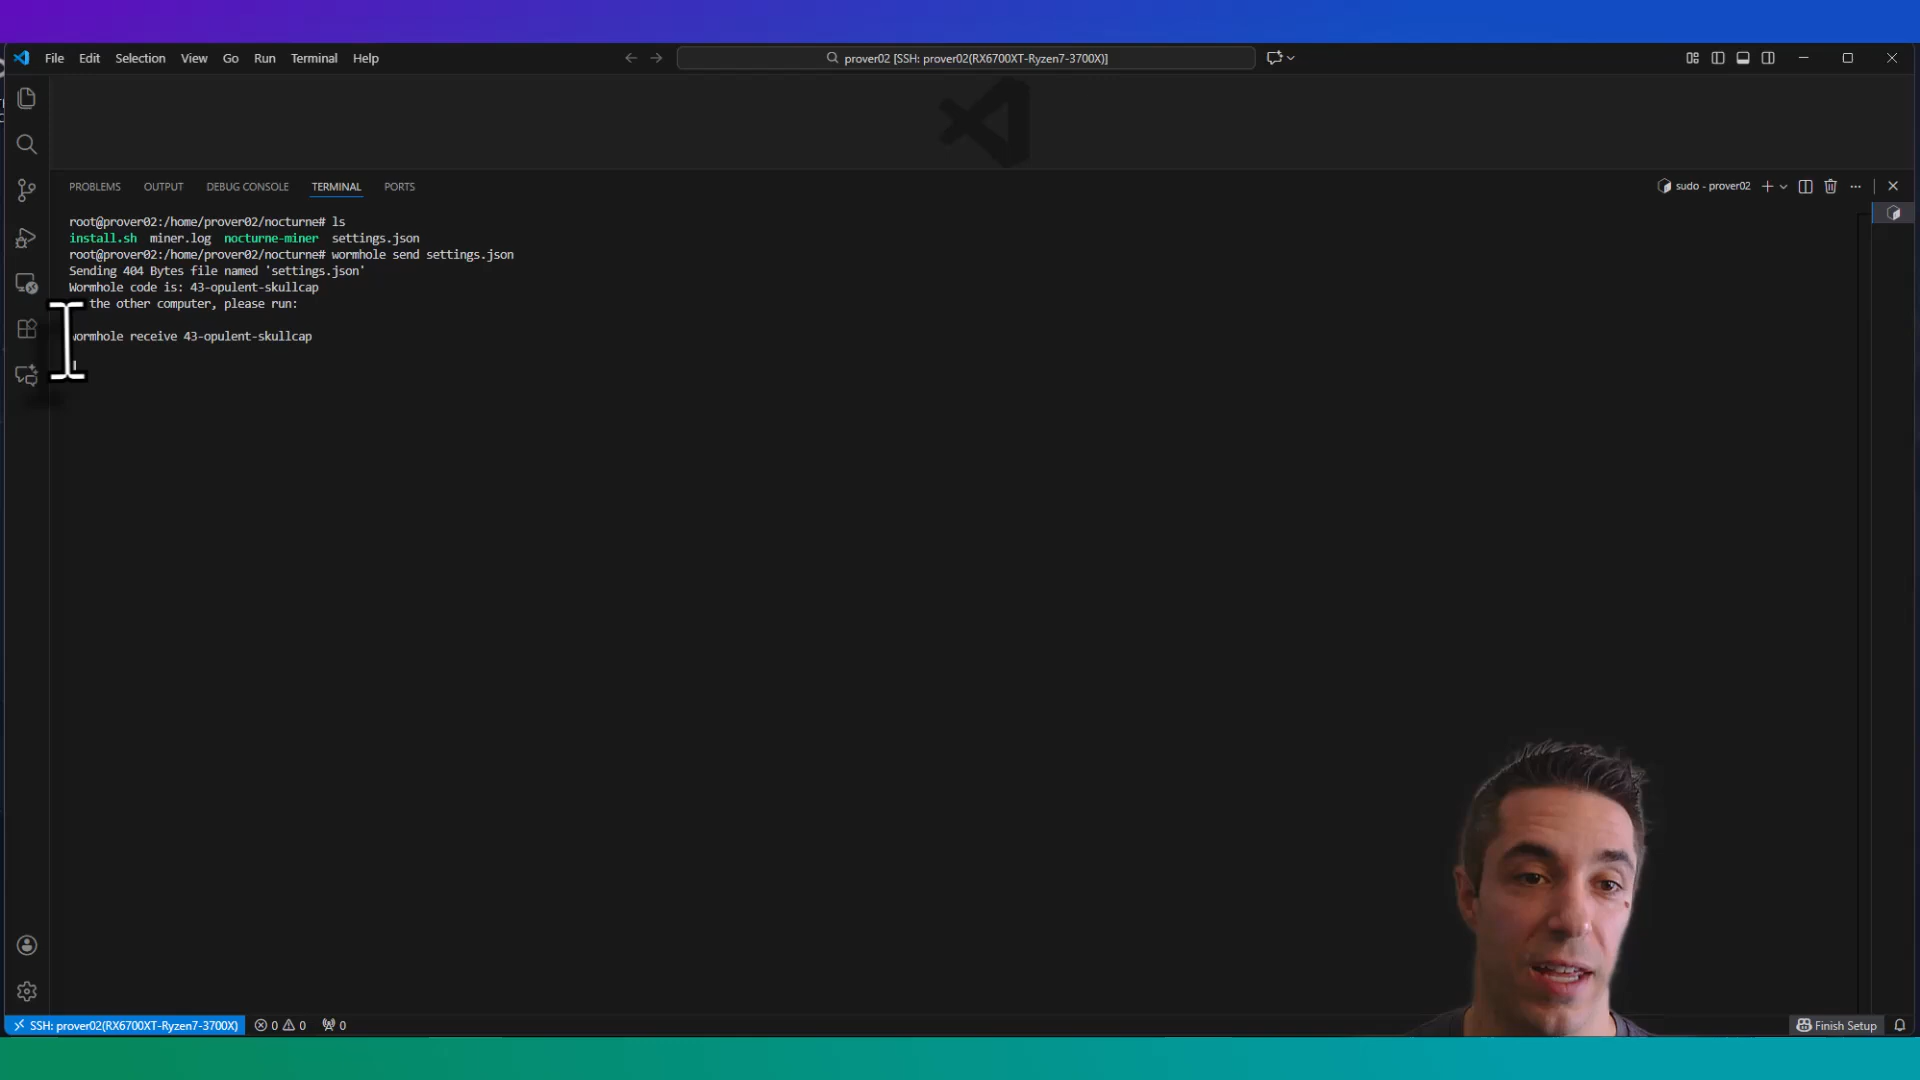 File Edit Selection View Go Run Terminal Help
prover02 [SSH: prover02(RX6700XT-Ryzen7-3700X)]
PROBLEMS OUTPUT DEBUG CONSOLE TERMINAL PORTS
sudo - prover02
root@prover02:/home/prover02/nocturne# ls
install.sh miner.log nocturne-miner settings.json
root@prover02:/home/prover02/nocturne# wormhole send settings.json
Sending 404 Bytes file named 'settings.json'
Wormhole code is: 43-opulent-skullcap
the other computer, please run:
wormhole receive 43-opulent-skullcap
SSH: prover02(RX6700XT-Ryzen7-3700X) 0 0 0
Finish Setup